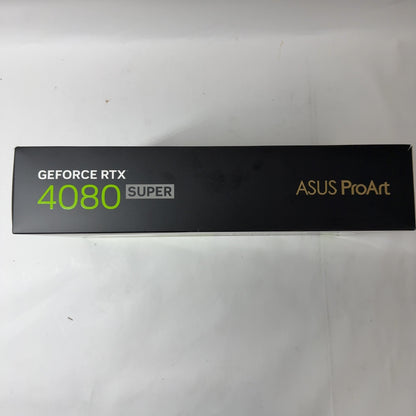 GEFORCE RTX
4080 SUPER
ASUS ProArt